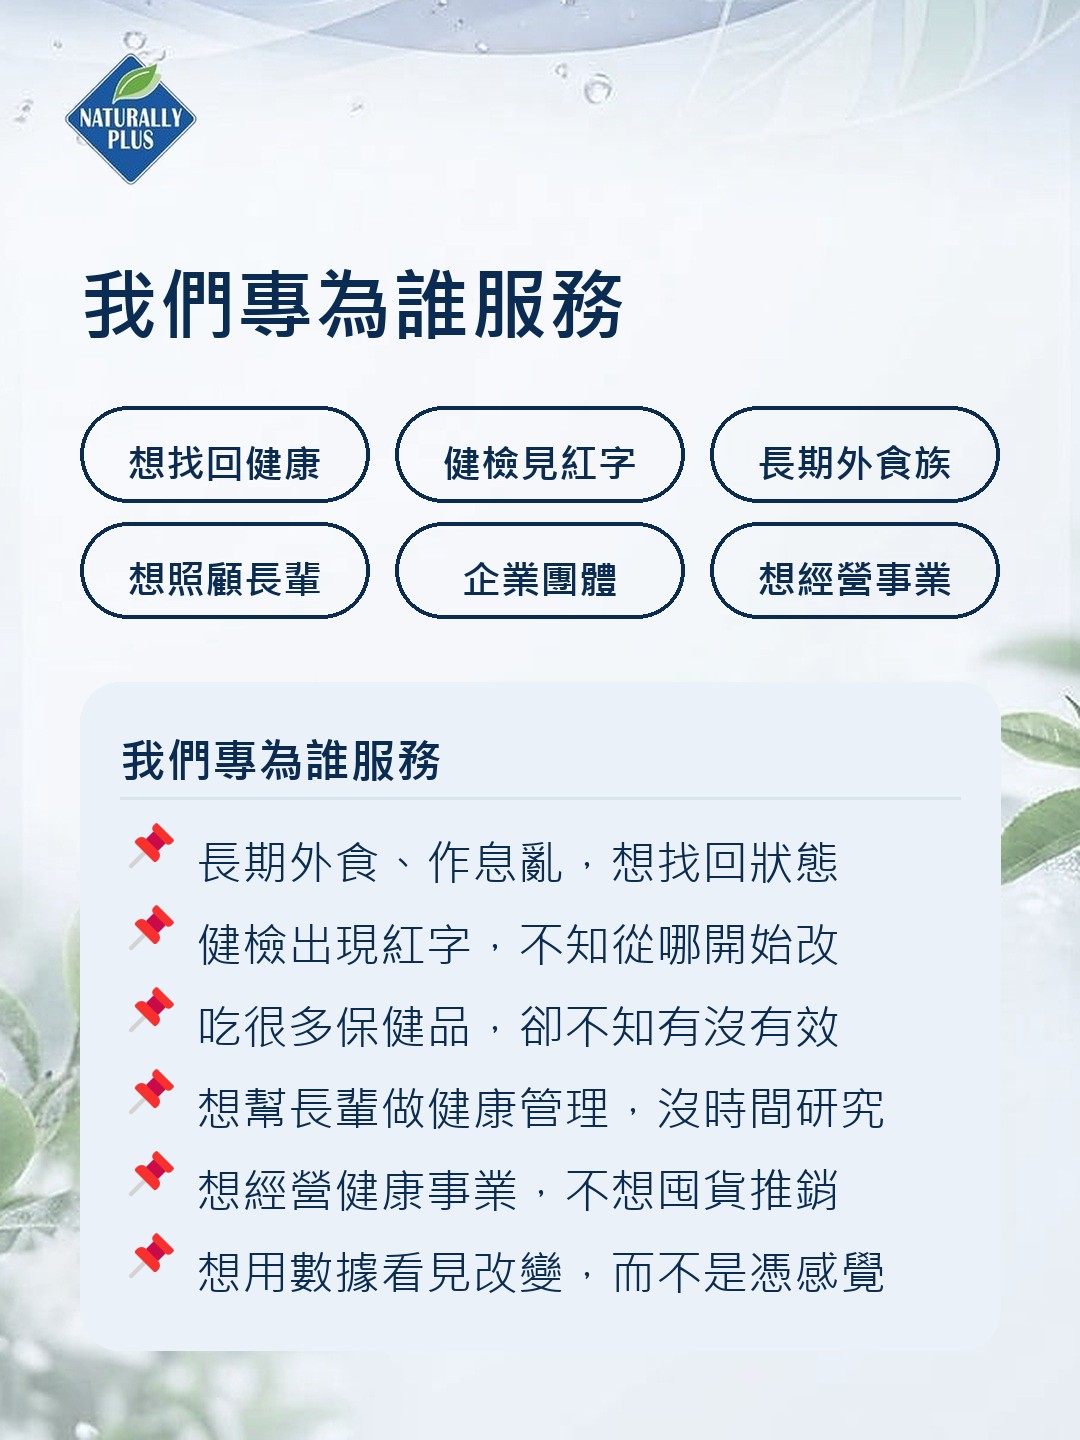 NATURALLY
PLUS
我們專為誰服務
想找回健康
健檢見紅字
長期外食族
想照顧長輩
企業團體
想經營事業
我們專為誰服務
長期外食、作息亂，想找回狀態
健檢出現紅字，不知從哪開始改
吃很多保健品，卻不知有沒有效
想幫長輩做健康管理，沒時間研究
想經營健康事業，不想囤貨推銷
想用數據看見改變，而不是憑感覺